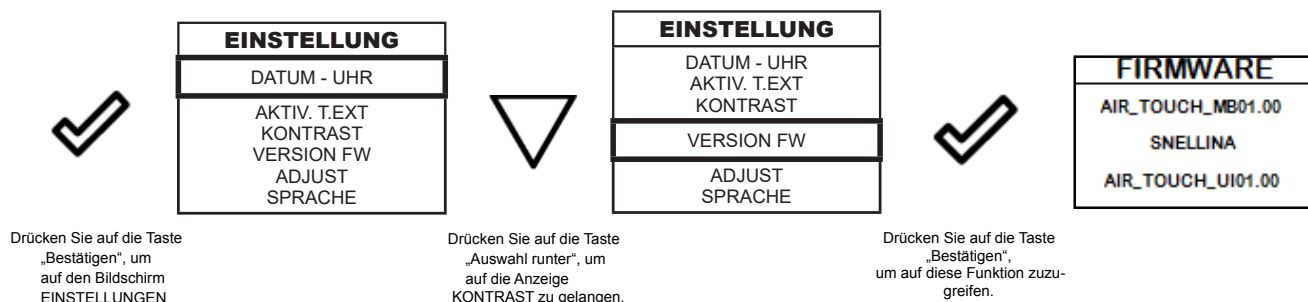 EINSTELLUNG
DATUM - UHR
AKTIV. T.EXT
KONTRAST
VERSION FW
ADJUST
SPRACHE
EINSTELLUNG
DATUM - UHR
AKTIV. T.EXT
KONTRAST
VERSION FW
ADJUST
SPRACHE
FIRMWARE
AIR_TOUCH_MB01.00
SNELLINA
AIR_TOUCH_UI01.00
Drücken Sie auf die Taste
„Bestätigen“, um
auf den Bildschirm
EINSTELLUNGEN
Drücken Sie auf die Taste
„Auswahl runter“, um
auf die Anzeige
KONTRAST zu gelangen.
Drücken Sie auf die Taste
„Bestätigen“,
um auf diese Funktion zuzu-
greifen.